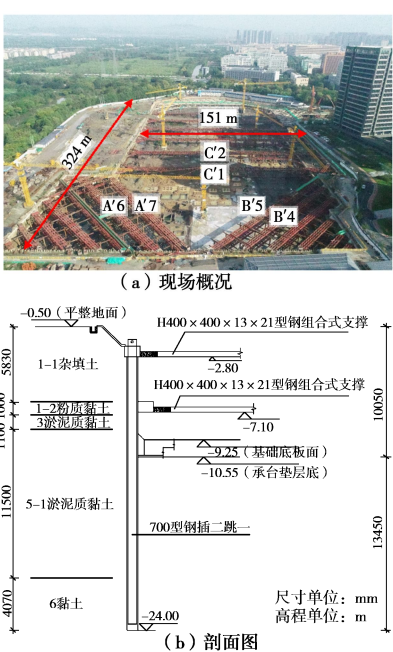 151 m
324 m
C′2
C′1
A′6
A′7
B′5
B′4
（a）现场概况
−0.50（平整地面）
H400×400×13×21型钢组合式支撑
−2.80
5830
1-1杂填土
H400×400×13×21型钢组合式支撑
10050
1000
1-2粉质黏土
−7.10
1100
3淤泥质黏土
−9.25（基础底板面）
−10.55（承台垫层底）
11500
5-1淤泥质黏土
700型钢插二跳一
13450
4070
6黏土
尺寸单位：mm
高程单位：m
−24.00
（b）剖面图